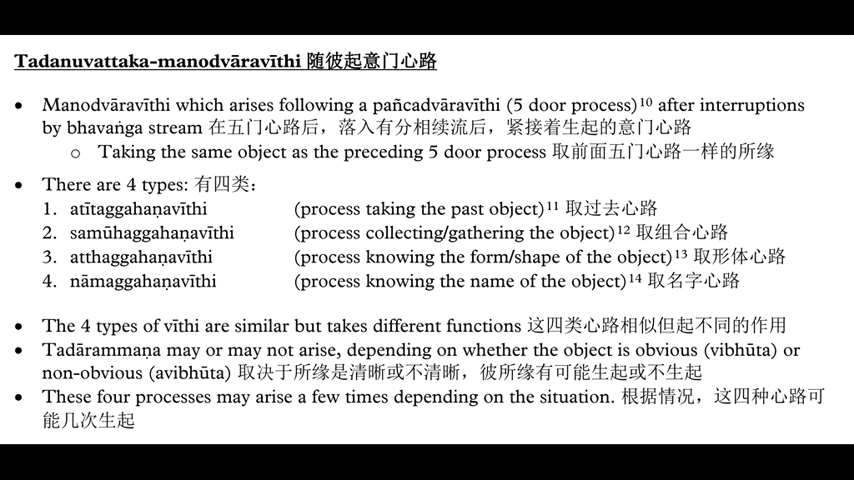 Tadanuvattaka-manodvāravīthi 随彼起意门心路
• Manodvāravīthi which arises following a pañcadvāravīthi (5 door process)10 after interruptions
by bhavaṅga stream 在五门心路后，落入有分相续流后，紧接着生起的意门心路
o Taking the same object as the preceding 5 door process 取前面五门心路一样的所缘
• There are 4 types: 有四类：
1. atītaggahaṇavīthi (process taking the past object)11 取过去心路
2. samūhaggahaṇavīthi (process collecting/gathering the object)12 取组合心路
3. atthaggahaṇavīthi (process knowing the form/shape of the object)13 取形体心路
4. nāmaggahaṇavīthi (process knowing the name of the object)14 取名字心路
• The 4 types of vīthi are similar but takes different functions 这四类心路相似但起不同的作用
• Tadārammaṇa may or may not arise, depending on whether the object is obvious (vibhūta) or
non-obvious (avibhūta) 取决于所缘是清晰或不清晰，彼所缘有可能生起或不生起
• These four processes may arise a few times depending on the situation. 根据情况，这四种心路可
能几次生起